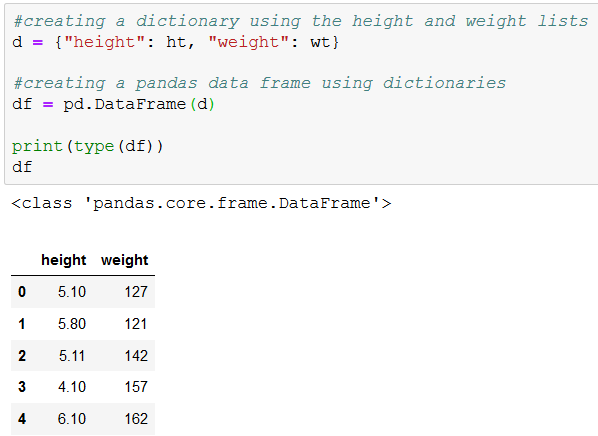 #creating a dictionary using the height and weight lists
d = {"height": ht, "weight": wt}
#creating a pandas data frame using dictionaries
df = pd.DataFrame(d)
print(type(df))
df
<class 'pandas.core.frame.DataFrame'>
height weight
0 5.10 127
1 5.80 121
2 5.11 142
3 4.10 157
4 6.10 162